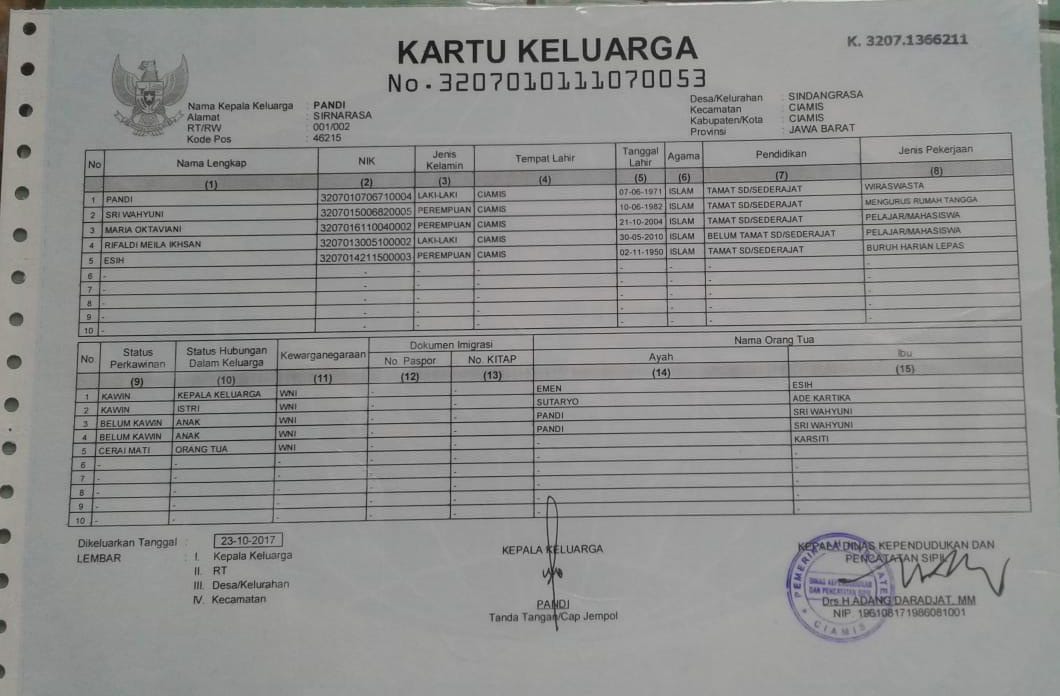 KARTU KELUARGA
K. 3207.1366211
No. 3207010111070053
Nama Kepala Keluarga : PANDI
Alamat : SIRNARASA
RT/RW : 001/002
Kode Pos : 46215
Desa/Kelurahan : SINDANGRASA
Kecamatan : CIAMIS
Kabupaten/Kota : CIAMIS
Provinsi : JAWA BARAT
No Nama Lengkap NIK Jenis Kelamin Tempat Lahir Tanggal Lahir Agama Pendidikan Jenis Pekerjaan
(1) (2) (3) (4) (5) (6) (7) (8)
1 PANDI 3207010706710004 LAKI-LAKI CIAMIS 07-06-1971 ISLAM TAMAT SD/SEDERAJAT WIRASWASTA
2 SRI WAHYUNI 3207015006820005 PEREMPUAN CIAMIS 10-06-1982 ISLAM TAMAT SD/SEDERAJAT MENGURUS RUMAH TANGGA
3 MARIA OKTAVIANI 3207016110040002 PEREMPUAN CIAMIS 21-10-2004 ISLAM TAMAT SD/SEDERAJAT PELAJAR/MAHASISWA
4 RIFALDI MEILA IKHSAN 3207013005100002 LAKI-LAKI CIAMIS 30-05-2010 ISLAM BELUM TAMAT SD/SEDERAJAT PELAJAR/MAHASISWA
5 ESIH 3207014211500003 PEREMPUAN CIAMIS 02-11-1950 ISLAM TAMAT SD/SEDERAJAT BURUH HARIAN LEPAS
6 - - - - - - - -
7 - - - - - - - -
8 - - - - - - - -
9 - - - - - - - -
10 - - - - - - - -
No Status Perkawinan Status Hubungan Dalam Keluarga Kewarganegaraan Dokumen Imigrasi Nama Orang Tua
No. Paspor No. KITAP Ayah Ibu
(9) (10) (11) (12) (13) (14) (15)
1 KAWIN KEPALA KELUARGA WNI - - EMEN ESIH
2 KAWIN ISTRI WNI - - SUTARYO ADE KARTIKA
3 BELUM KAWIN ANAK WNI - - PANDI SRI WAHYUNI
4 BELUM KAWIN ANAK WNI - - PANDI SRI WAHYUNI
5 CERAI MATI ORANG TUA WNI - - - KARSITI
6 - - - - - - -
7 - - - - - - -
8 - - - - - - -
9 - - - - - - -
10 - - - - - - -
Dikeluarkan Tanggal : 23-10-2017
LEMBAR : I. Kepala Keluarga
II. RT
III. Desa/Kelurahan
IV. Kecamatan
KEPALA KELUARGA
PANDI
Tanda Tangan/Cap Jempol
KEPALA DINAS KEPENDUDUKAN DAN
PENCATATAN SIPIL
DINAS KEPENDUDUKAN
DAN PENCATATAN SIPIL
CIAMIS
Drs.H.ADANG DARADJAT, MM
NIP. 196108171986081001